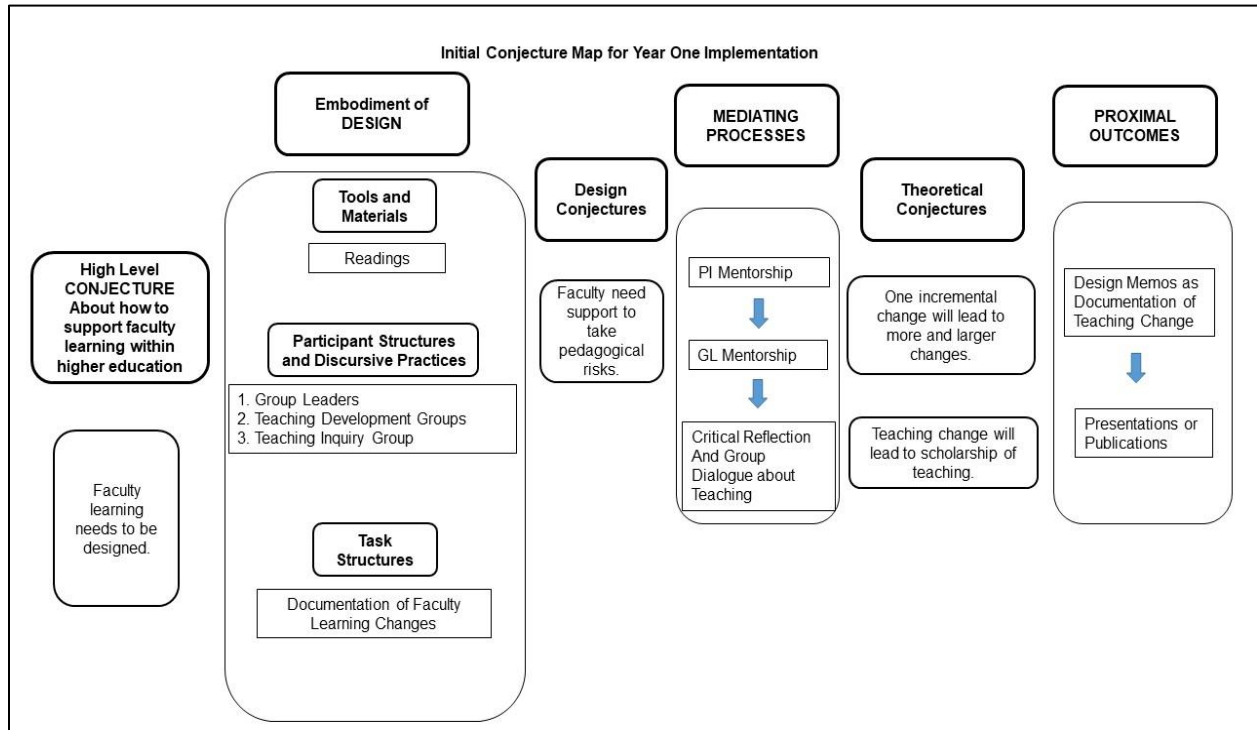 Initial Conjecture Map for Year One Implementation
High Level
CONJECTURE
About how to
support faculty
learning within
higher education
Faculty
learning
needs to be
designed.
Embodiment of
DESIGN
Tools and
Materials
Readings
Participant Structures
and Discursive Practices
1. Group Leaders
2. Teaching Development Groups
3. Teaching Inquiry Group
Task
Structures
Documentation of Faculty
Learning Changes
Design
Conjectures
Faculty need
support to
take
pedagogical
risks.
MEDIATING
PROCESSES
PI Mentorship
GL Mentorship
Critical Reflection
And Group
Dialogue about
Teaching
Theoretical
Conjectures
One incremental
change will lead to
more and larger
changes.
Teaching change will
lead to scholarship of
teaching.
PROXIMAL
OUTCOMES
Design Memos as
Documentation of
Teaching Change
Presentations or
Publications